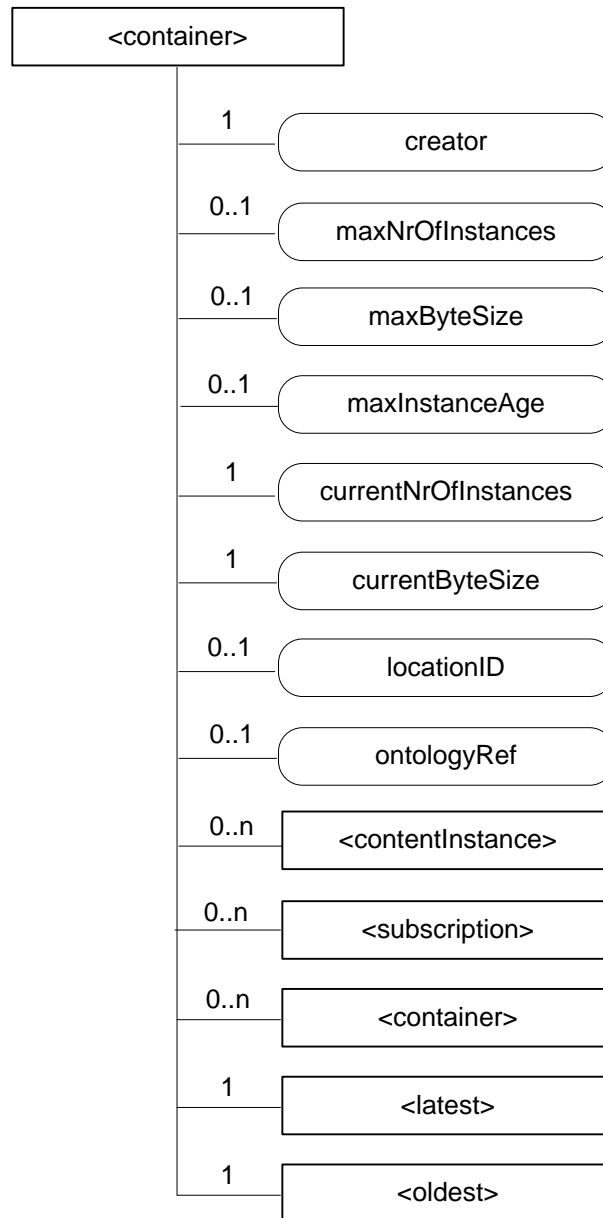 <container>
1
creator
0..1
maxNrOfInstances
0..1
maxByteSize
0..1
maxInstanceAge
1
currentNrOfInstances
1
currentByteSize
0..1
locationID
0..1
ontologyRef
0..n
<contentInstance>
0..n
<subscription>
0..n
<container>
1
<latest>
1
<oldest>